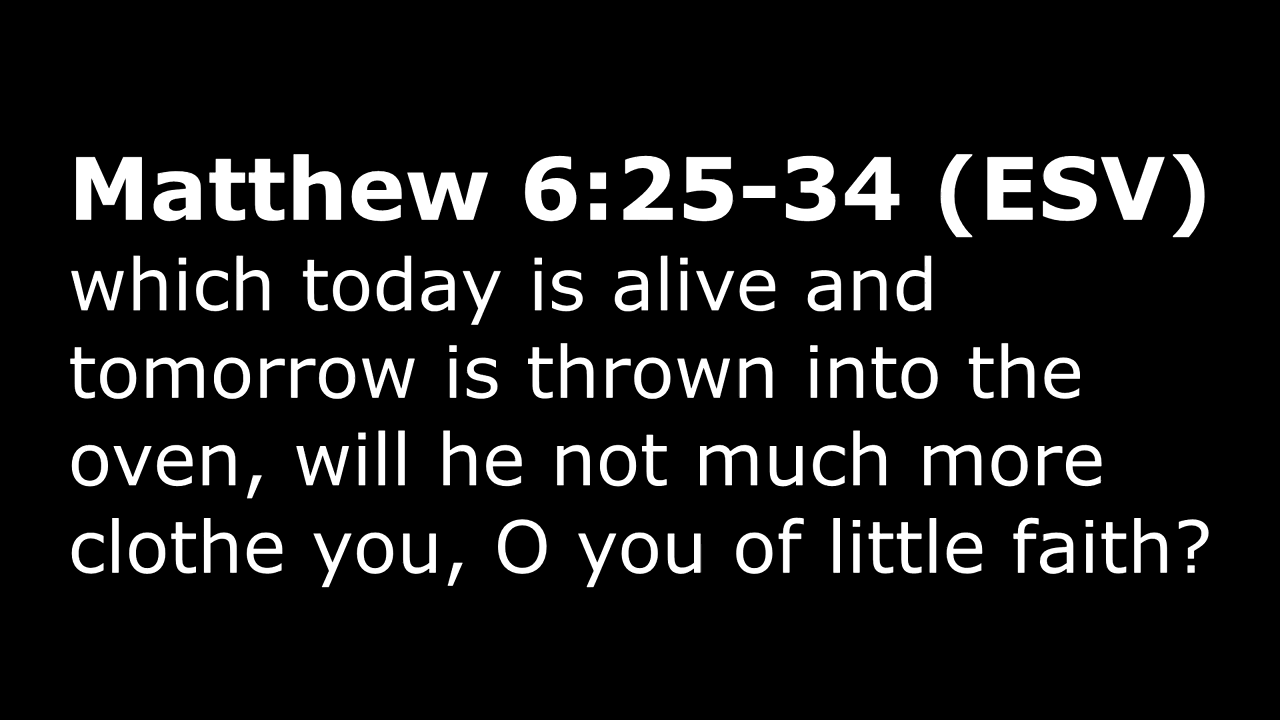 Matthew 6:25-34 (ESV)
which today is alive and
tomorrow is thrown into the
oven, will he not much more
clothe you, O you of little faith?